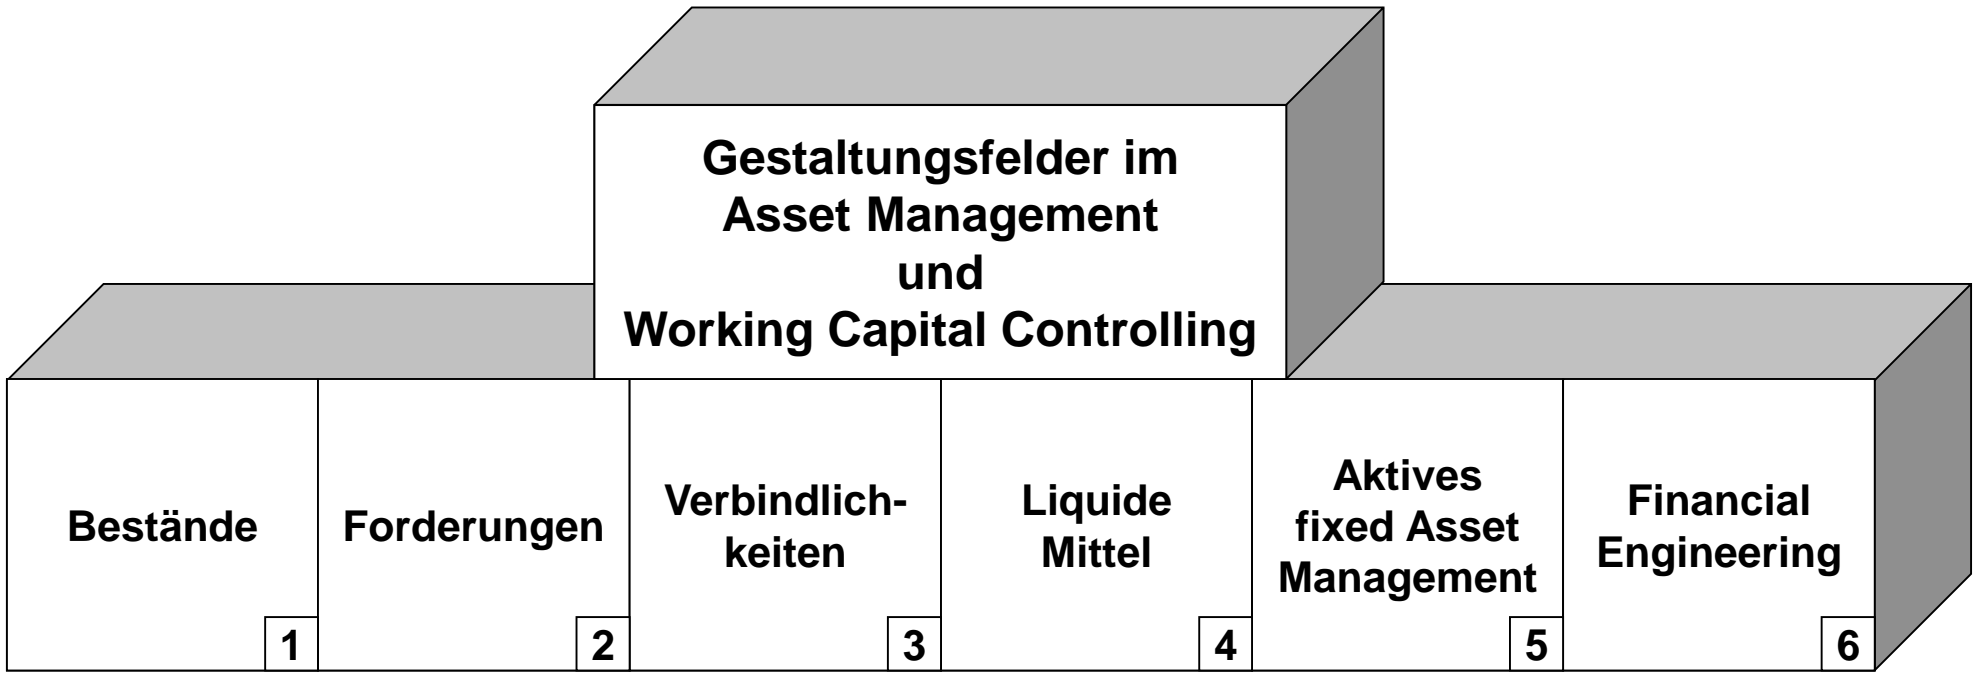 Gestaltungsfelder im
Asset Management
und
Working Capital Controlling
Bestände
1
Forderungen
2
Verbindlich-
keiten
3
Liquide
Mittel
4
Aktives
fixed Asset
Management
5
Financial
Engineering
6